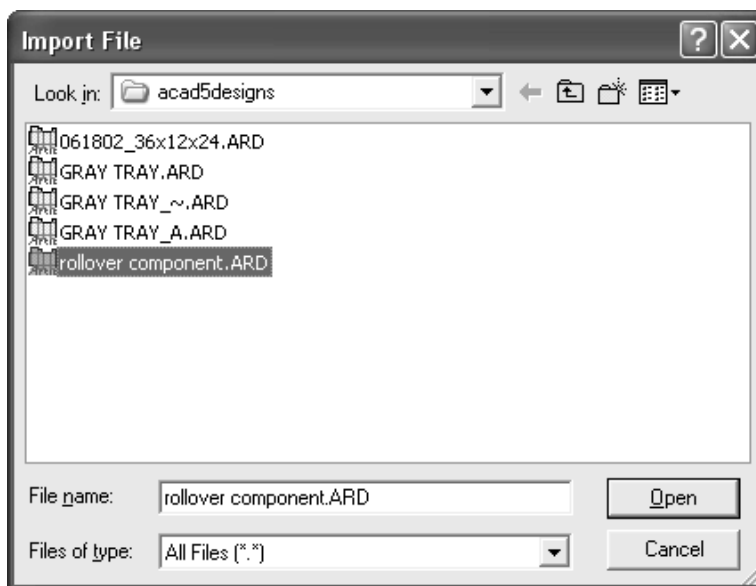 Import File
Look in: acad5designs
061802_36x12x24.ARD
GRAY TRAY.ARD
GRAY TRAY_~.ARD
GRAY TRAY_A.ARD
rollover component.ARD
File name: rollover component.ARD Open
Files of type: All Files (*.*) Cancel